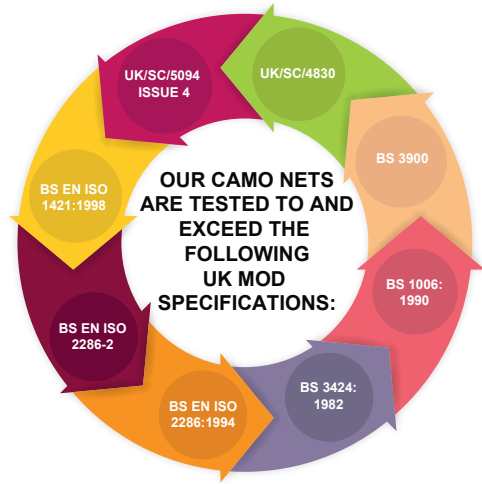 OUR CAMO NETS
ARE TESTED TO AND
EXCEED THE
FOLLOWING
UK MOD
SPECIFICATIONS:
UK/SC/5094
ISSUE 4
UK/SC/4830
BS 3900
BS 1006:
1990
BS 3424:
1982
BS EN ISO
2286:1994
BS EN ISO
2286-2
BS EN ISO
1421:1998